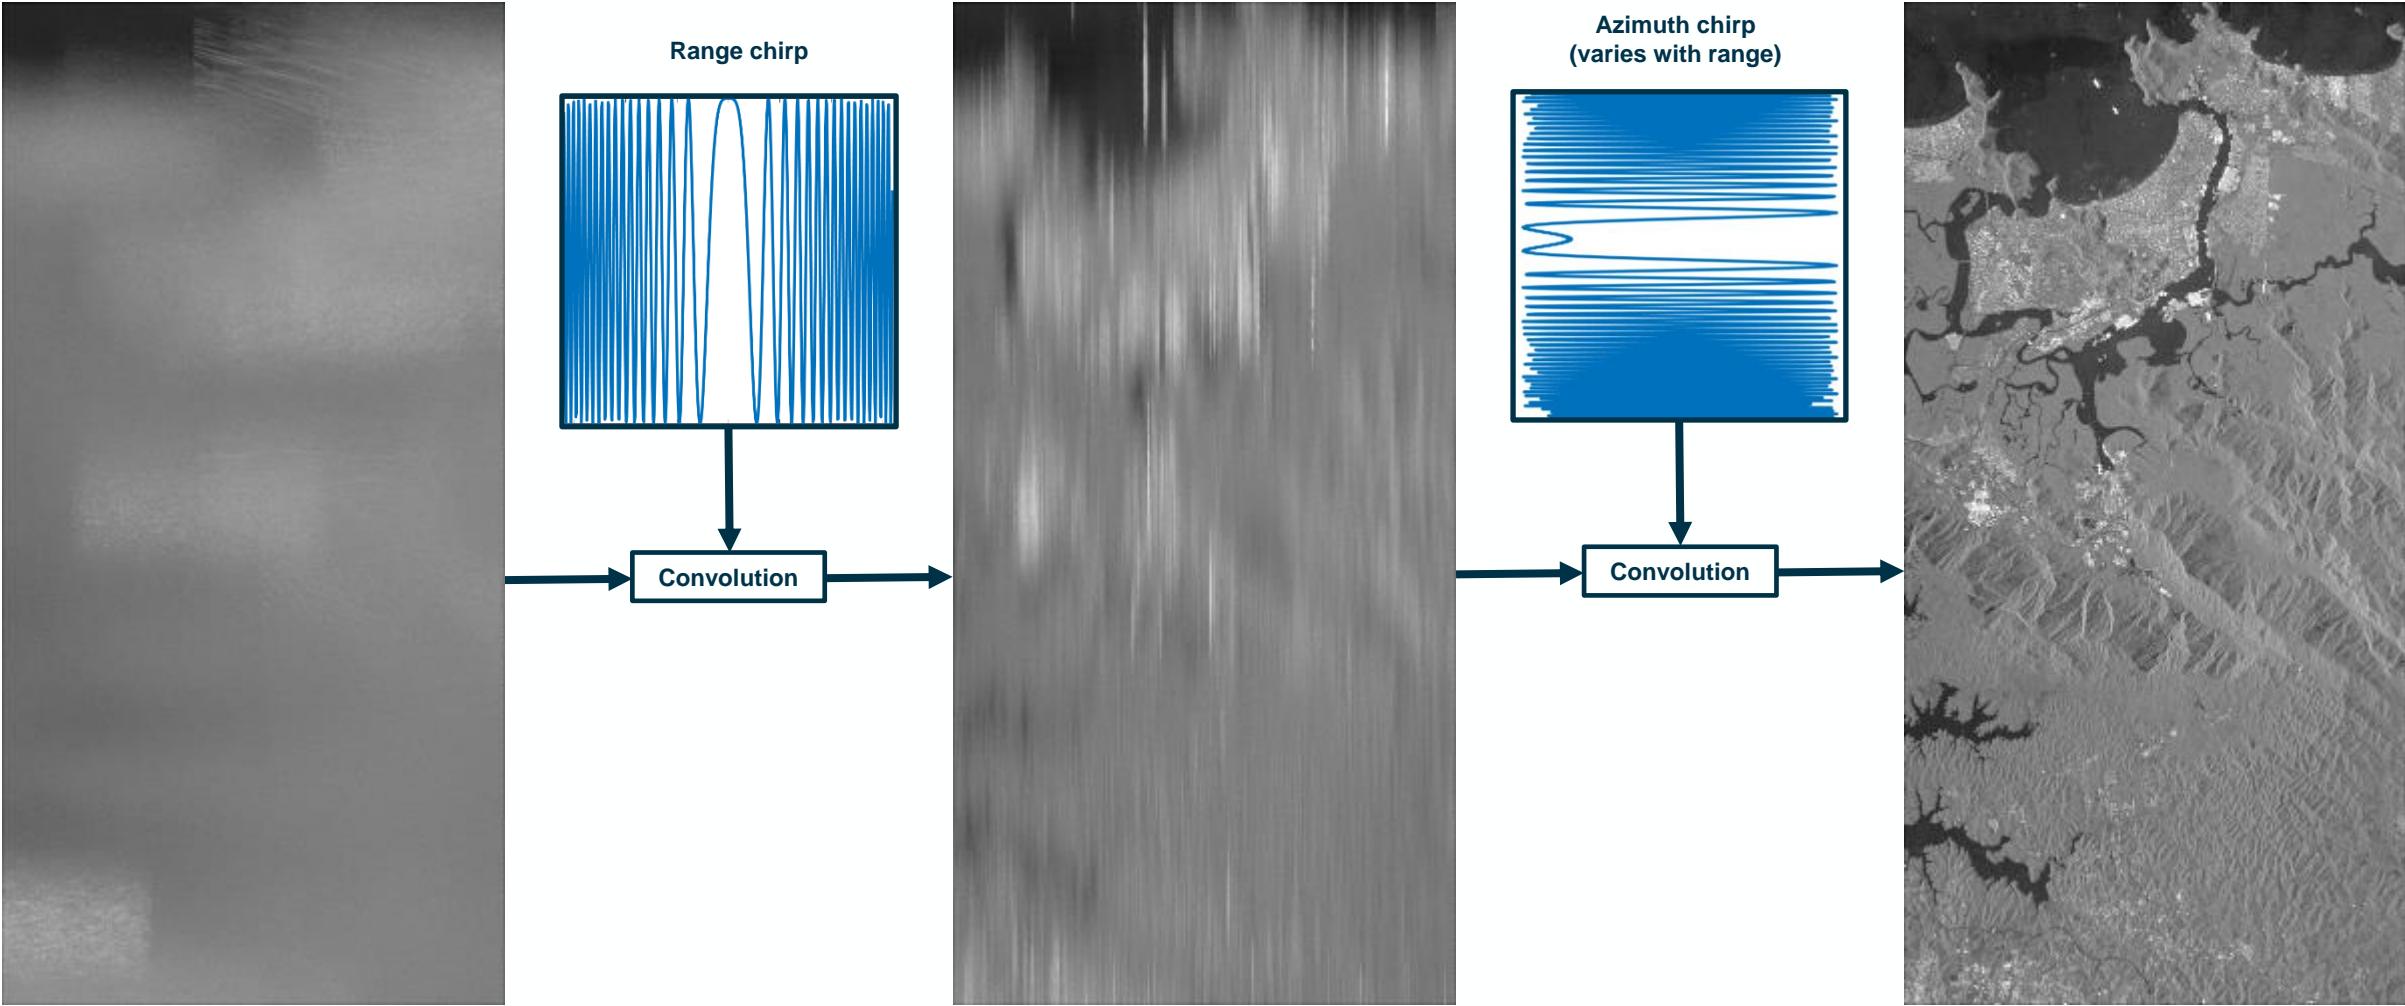 Range chirp
Convolution
Azimuth chirp
(varies with range)
Convolution